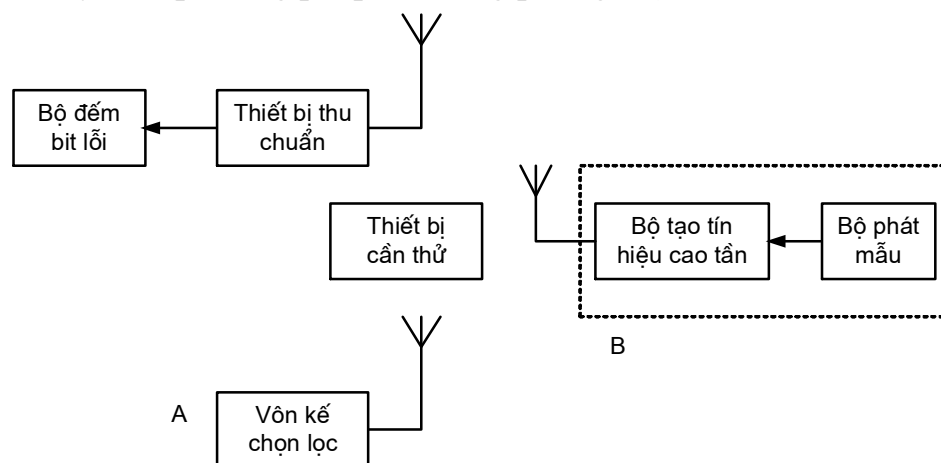 Bộ đếm
bit lỗi
Thiết bị thu
chuẩn
Thiết bị
cần thử
Bộ tạo tín
hiệu cao tần
Bộ phát
mẫu
B
A
Vôn kế
chọn lọc